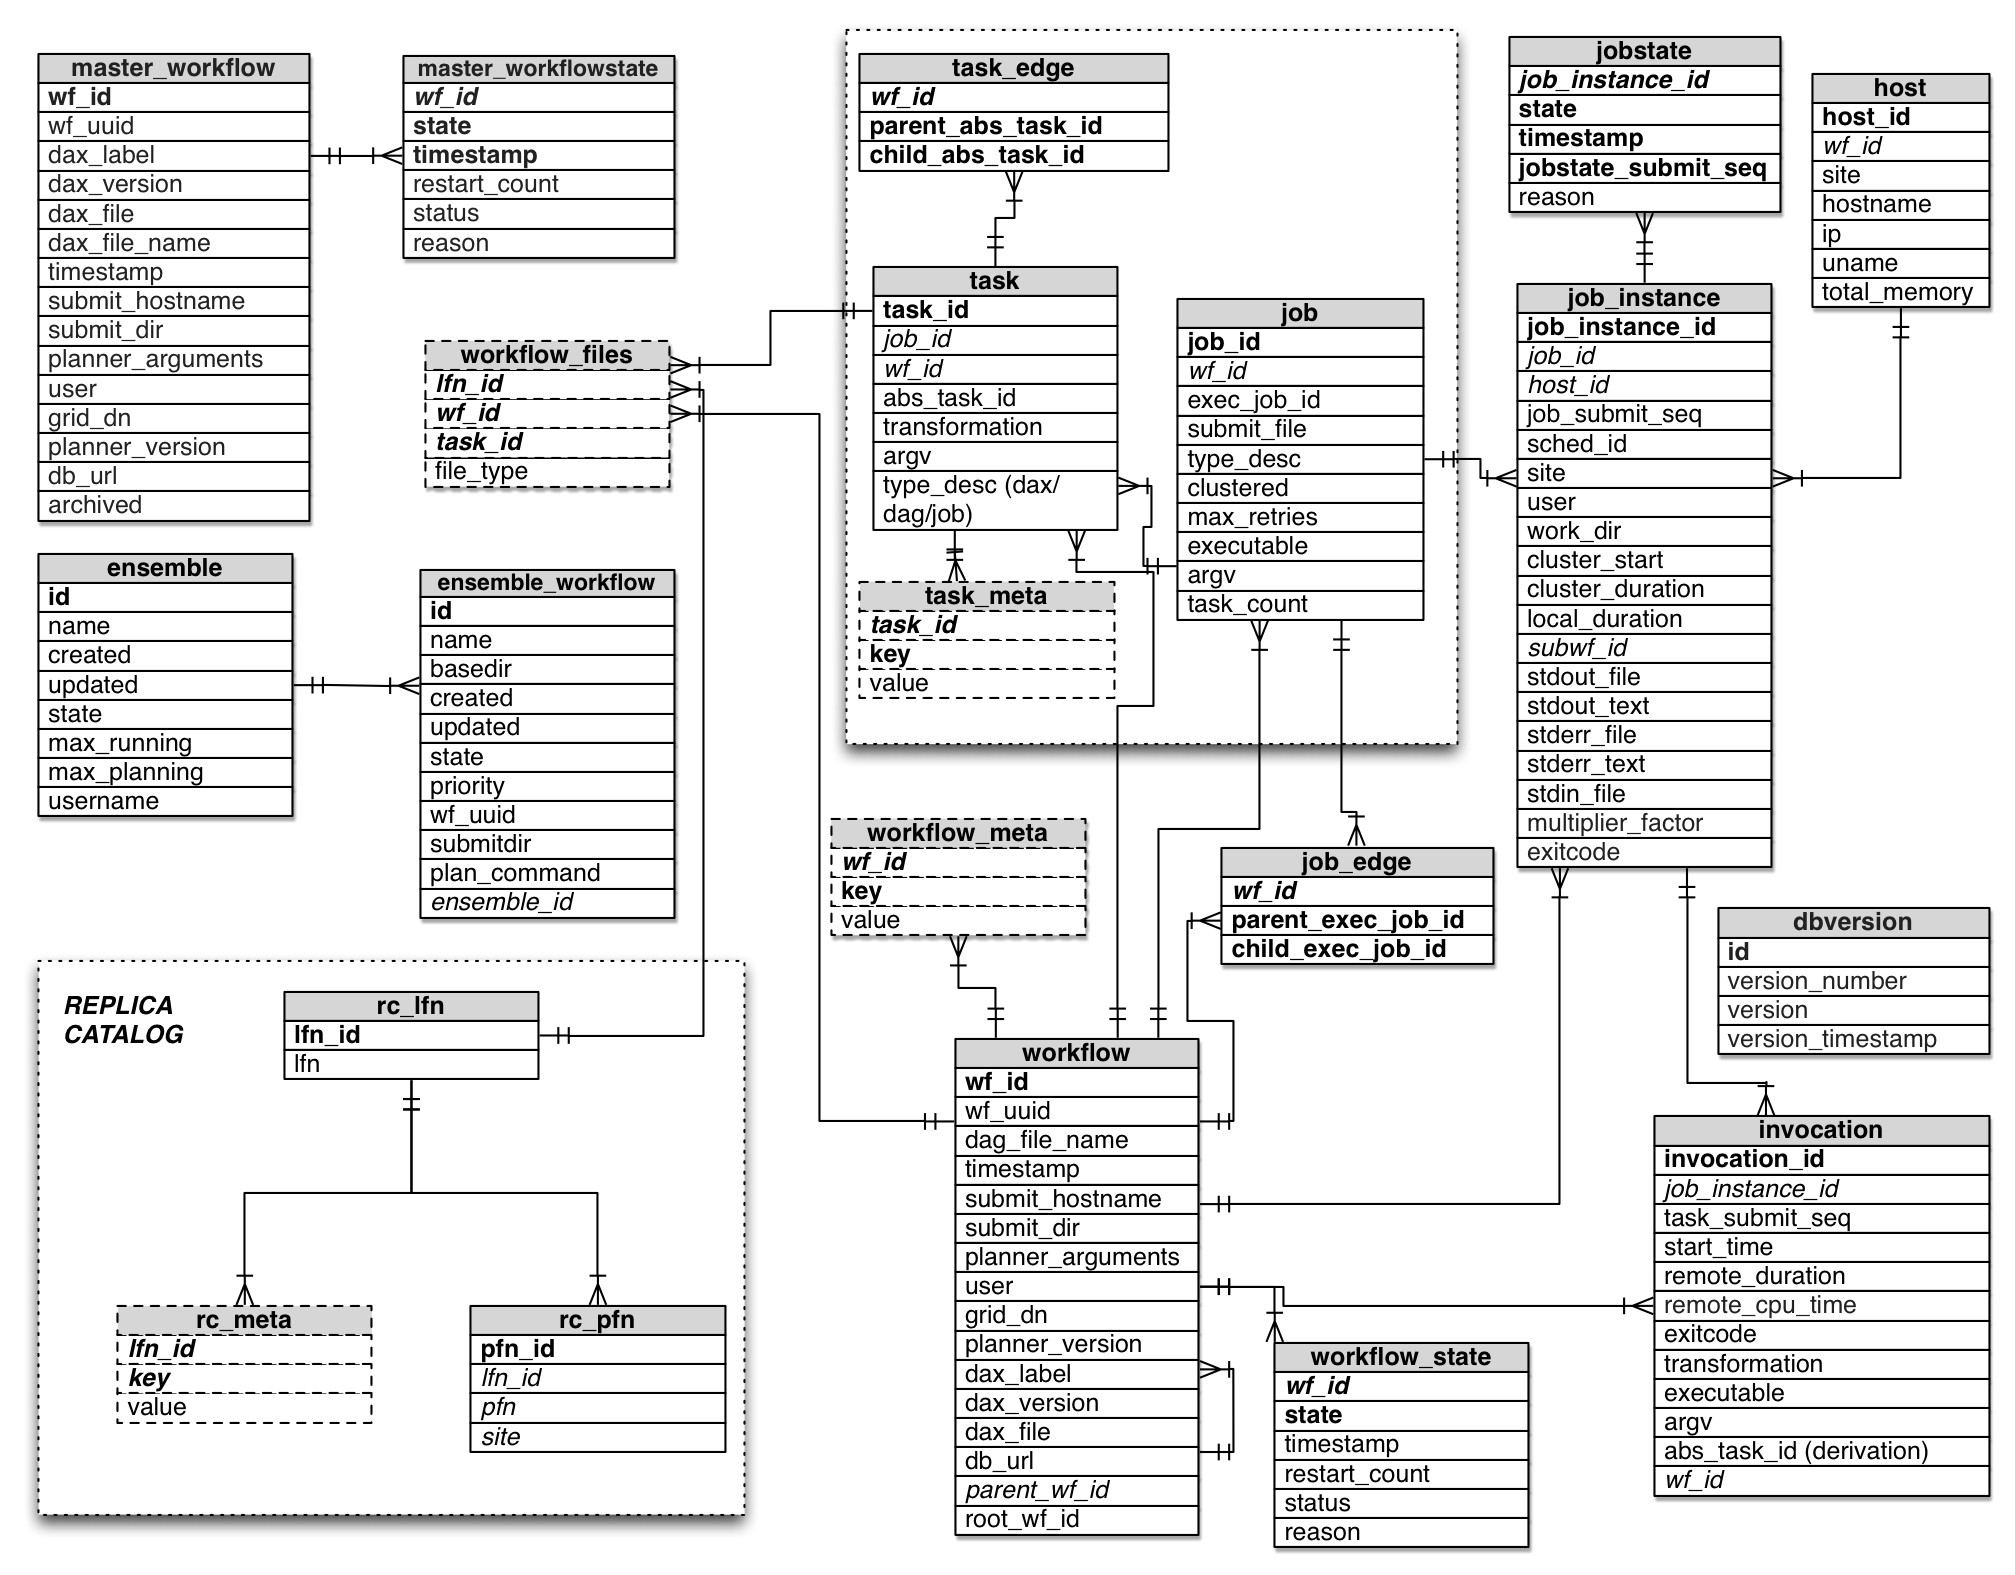 master_workflow
wf_id
wf_uuid
dax_label
dax_version
dax_file
dax_file_name
timestamp
submit_hostname
submit_dir
planner_arguments
user
grid_dn
planner_version
db_url
archived
master_workflowstate
wf_id
state
timestamp
restart_count
status
reason
task_edge
wf_id
parent_abs_task_id
child_abs_task_id
jobstate
job_instance_id
state
timestamp
jobstate_submit_seq
reason
host
host_id
wf_id
site
hostname
ip
uname
total_memory
workflow_files
lfn_id
wf_id
task_id
file_type
task
task_id
job_id
wf_id
abs_task_id
transformation
argv
type_desc (dax/
dag/job)
job
job_id
wf_id
exec_job_id
submit_file
type_desc
clustered
max_retries
executable
argv
task_count
job_instance
job_instance_id
job_id
host_id
job_submit_seq
sched_id
site
user
work_dir
cluster_start
cluster_duration
local_duration
subwf_id
stdout_file
stdout_text
stderr_file
stderr_text
stdin_file
multiplier_factor
exitcode
ensemble
id
name
created
updated
state
max_running
max_planning
username
ensemble_workflow
id
name
basedir
created
updated
state
priority
wf_uuid
submitdir
plan_command
ensemble_id
task_meta
task_id
key
value
workflow_meta
wf_id
key
value
job_edge
wf_id
parent_exec_job_id
child_exec_job_id
dbversion
id
version_number
version
version_timestamp
REPLICA
CATALOG
rc_lfn
lfn_id
lfn
rc_meta
lfn_id
key
value
rc_pfn
pfn_id
lfn_id
pfn
site
workflow
wf_id
wf_uuid
dag_file_name
timestamp
submit_hostname
submit_dir
planner_arguments
user
grid_dn
planner_version
dax_label
dax_version
dax_file
db_url
parent_wf_id
root_wf_id
workflow_state
wf_id
state
timestamp
restart_count
status
reason
invocation
invocation_id
job_instance_id
task_submit_seq
start_time
remote_duration
remote_cpu_time
exitcode
transformation
executable
argv
abs_task_id (derivation)
wf_id